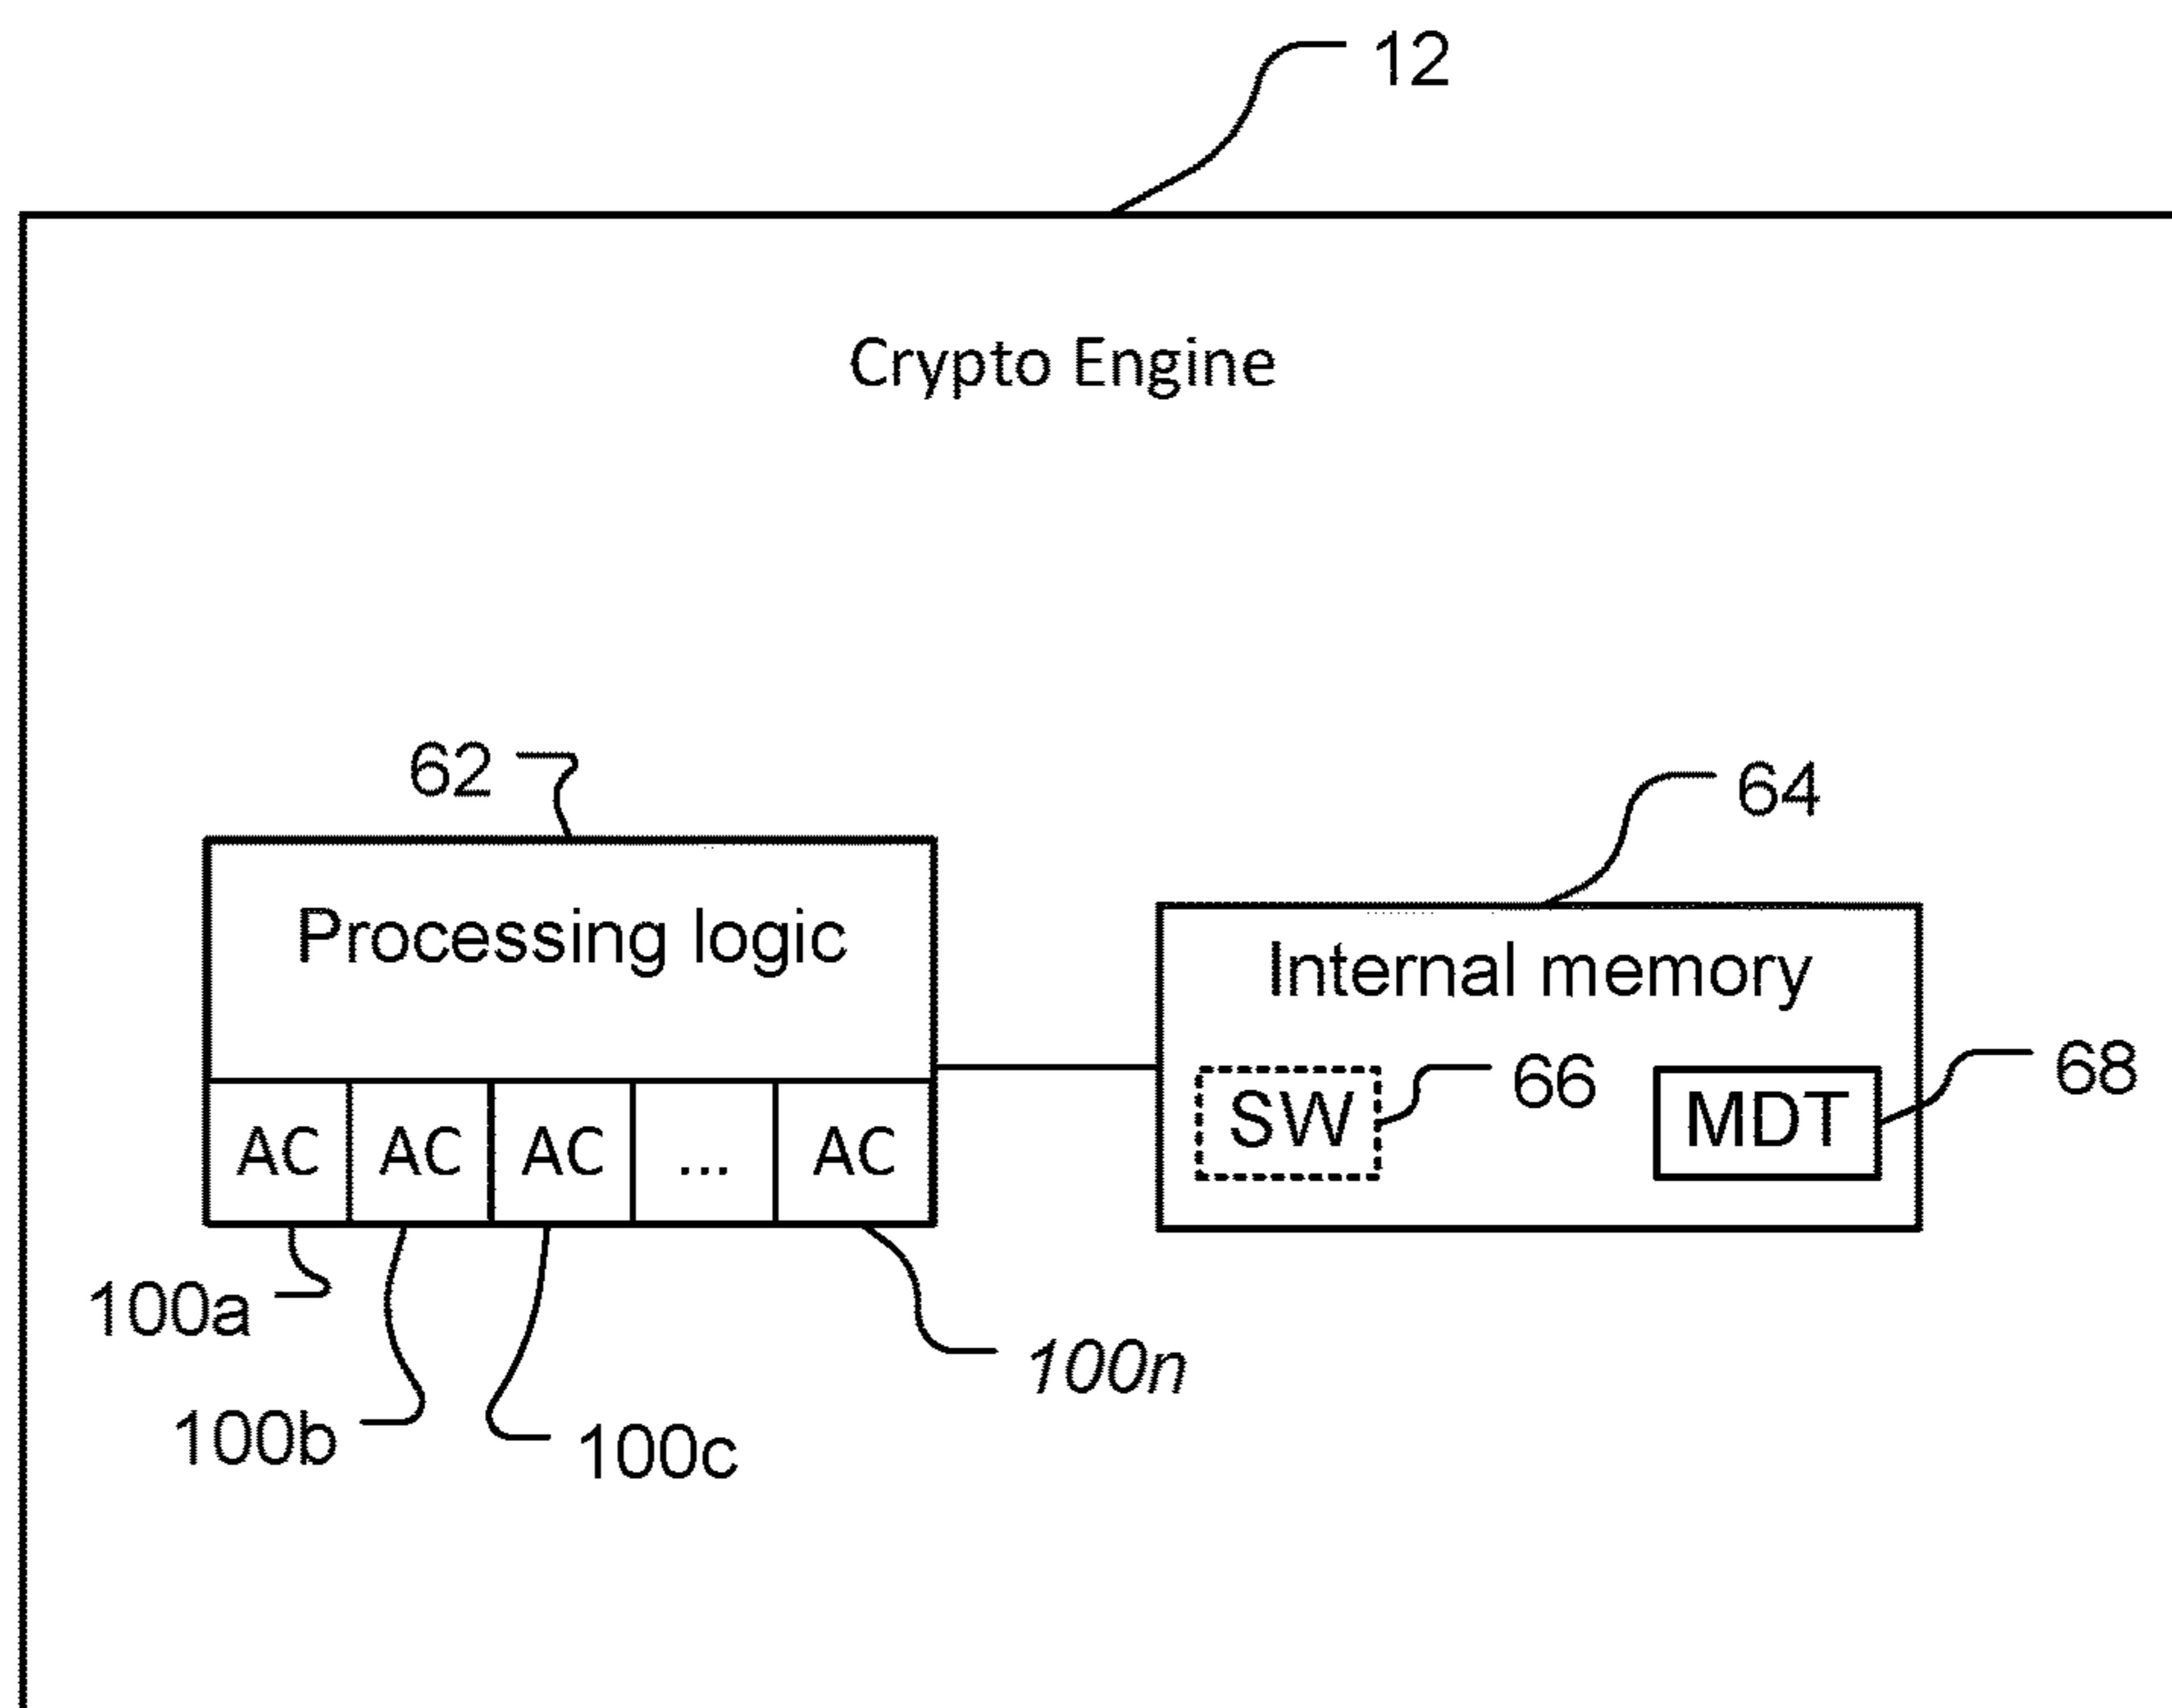 12
Crypto Engine
62
64
Processing logic
Internal memory
SW
66
MDT
68
AC AC AC ... AC
100a
100n
100b
100c